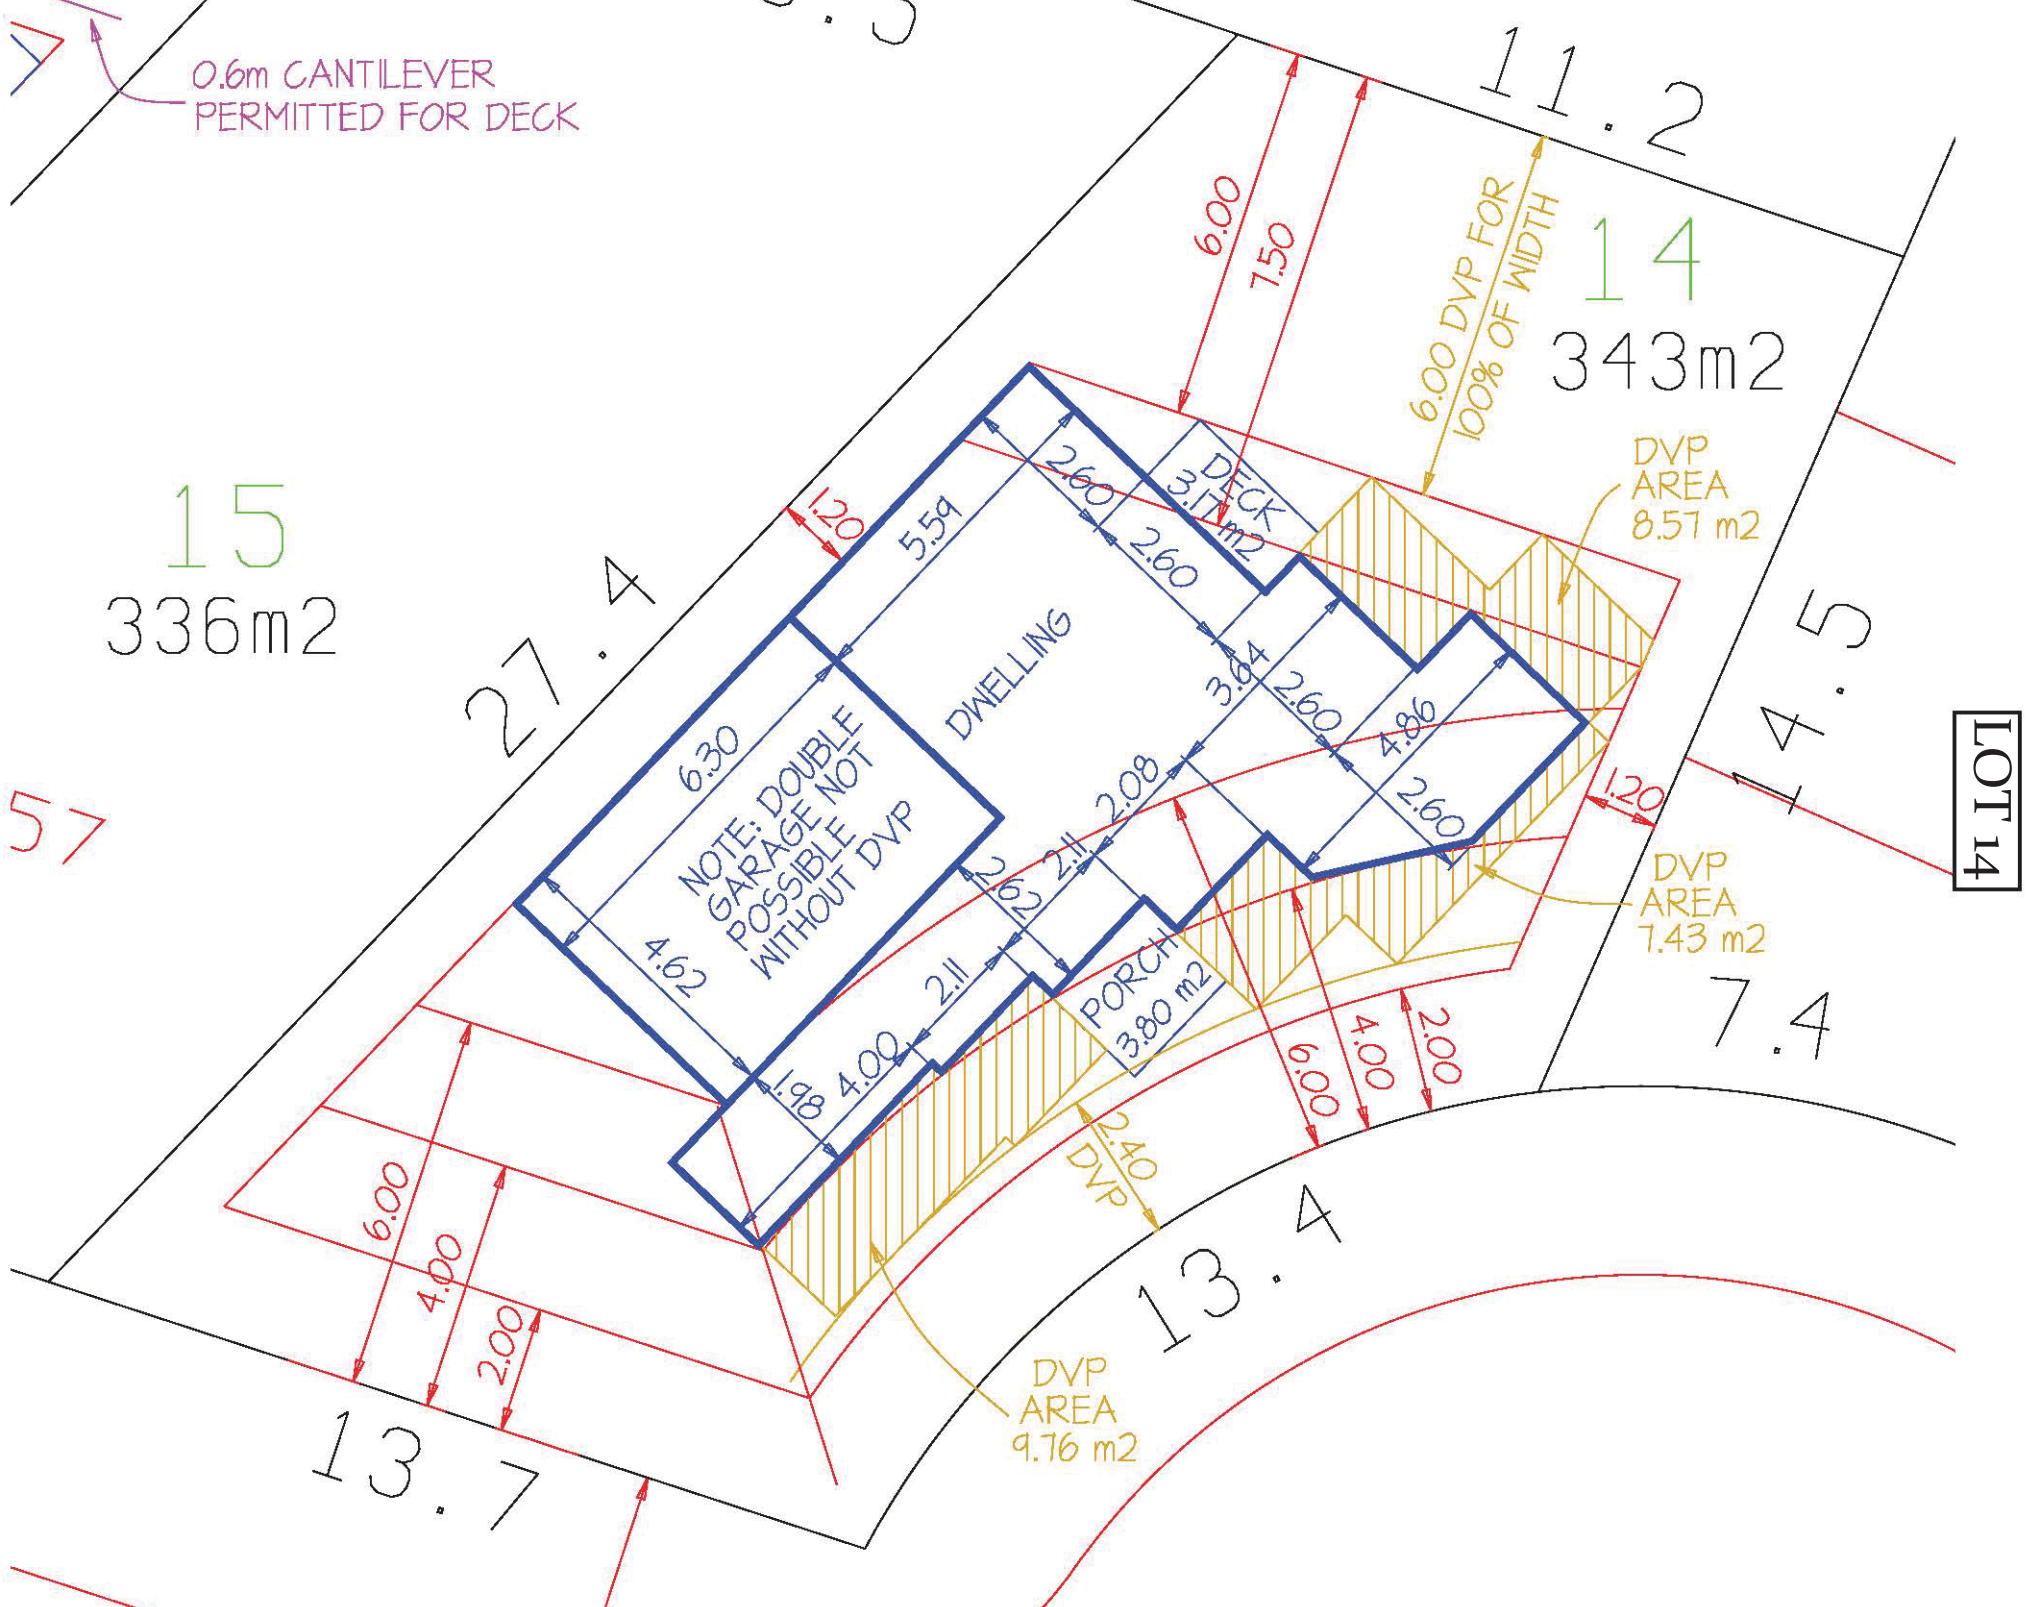 0.6m CANTILEVER
PERMITTED FOR DECK
11.2
6.00
7.50
6.00 DVP FOR
100% OF WIDTH
14
343m2
DVP
AREA
8.57 m2
15
336m2
1.20
27.4
57
5.59
2.60
DECK
3.17m2
2.60
DWELLING
3.64
2.60
4.86
2.60
14.5
LOT 14
1.20
6.30
NOTE: DOUBLE
GARAGE NOT
POSSIBLE
WITHOUT DVP
4.62
2.08
2.11
2.62
2.11
4.00
1.98
PORCH
3.80 m2
DVP
AREA
7.43 m2
7.4
6.00
4.00
2.00
2.40
DVP
13.4
6.00
4.00
2.00
DVP
AREA
9.76 m2
13.7